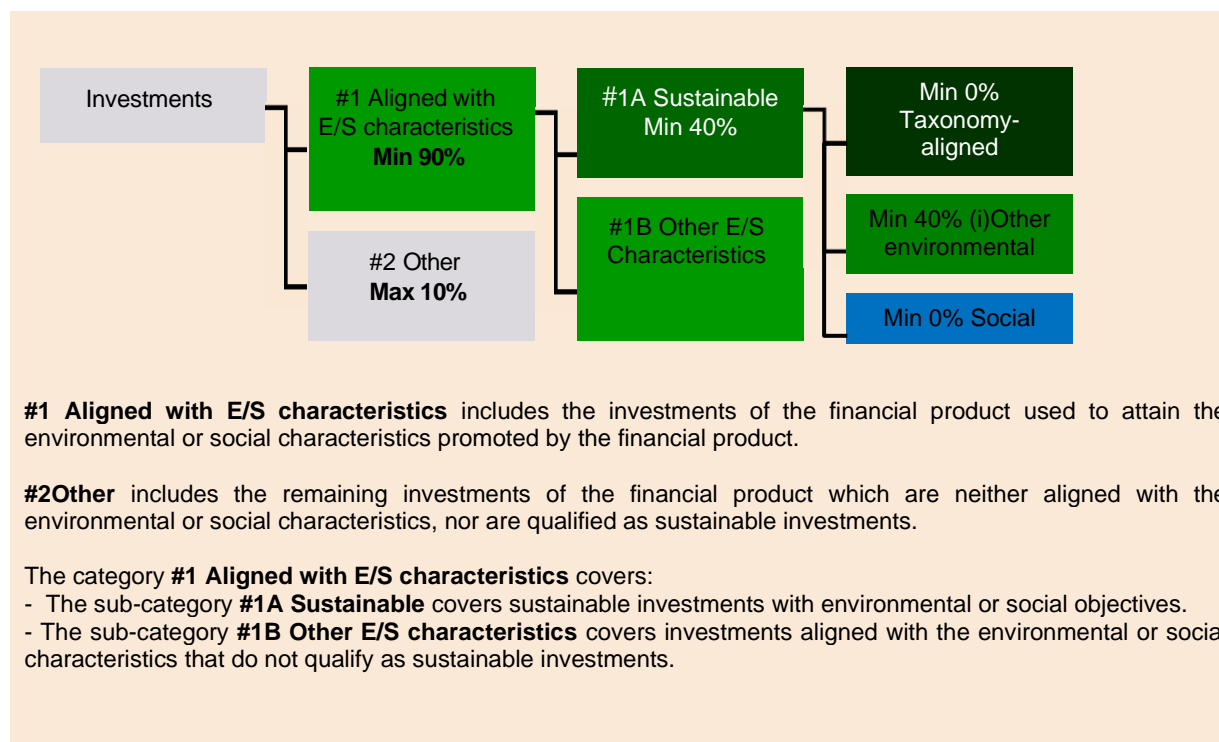 Investments
#1 Aligned with
E/S characteristics
Min 90%
#2 Other
Max 10%
#1A Sustainable
Min 40%
#1B Other E/S
Characteristics
Min 0%
Taxonomy-
aligned
Min 40% (i)Other
environmental
Min 0% Social
#1 Aligned with E/S characteristics includes the investments of the financial product used to attain the
environmental or social characteristics promoted by the financial product.
#2Other includes the remaining investments of the financial product which are neither aligned with the
environmental or social characteristics, nor are qualified as sustainable investments.
The category #1 Aligned with E/S characteristics covers:
- The sub-category #1A Sustainable covers sustainable investments with environmental or social objectives.
- The sub-category #1B Other E/S characteristics covers investments aligned with the environmental or social
characteristics that do not qualify as sustainable investments.